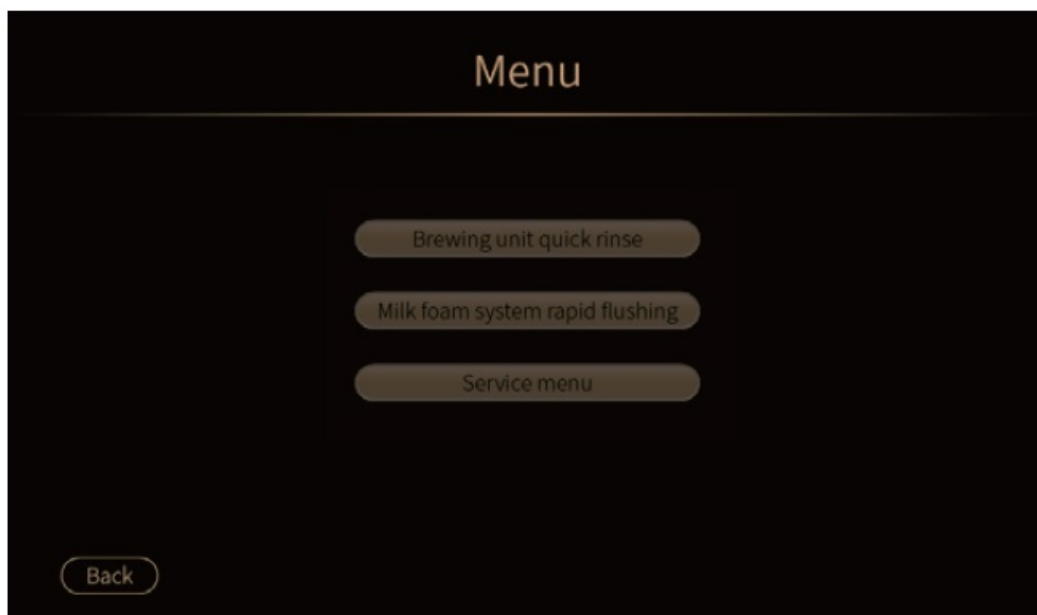 Menu
Brewing unit quick rinse
Milk foam system rapid flushing
Service menu
Back